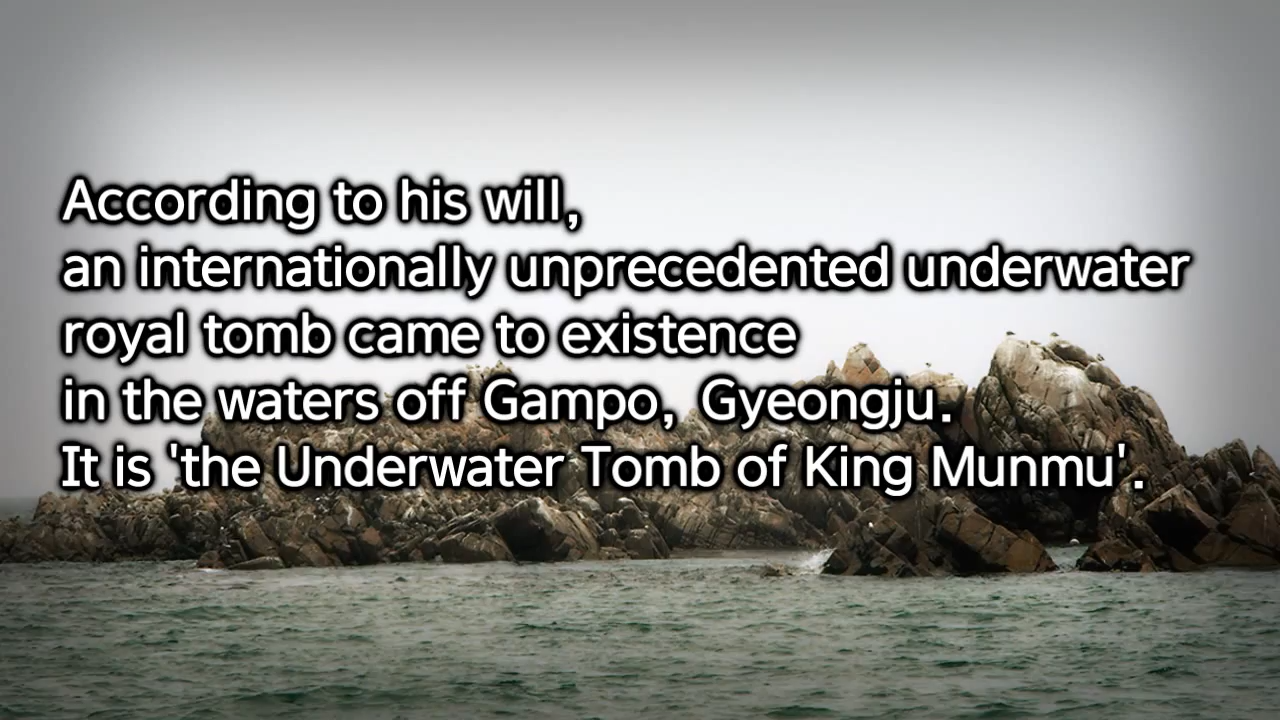 According to his will,
an internationally unprecedented underwater
royal tomb came to existence
in the waters off Gampo, Gyeongju.
It is 'the Underwater Tomb of King Munmu'.